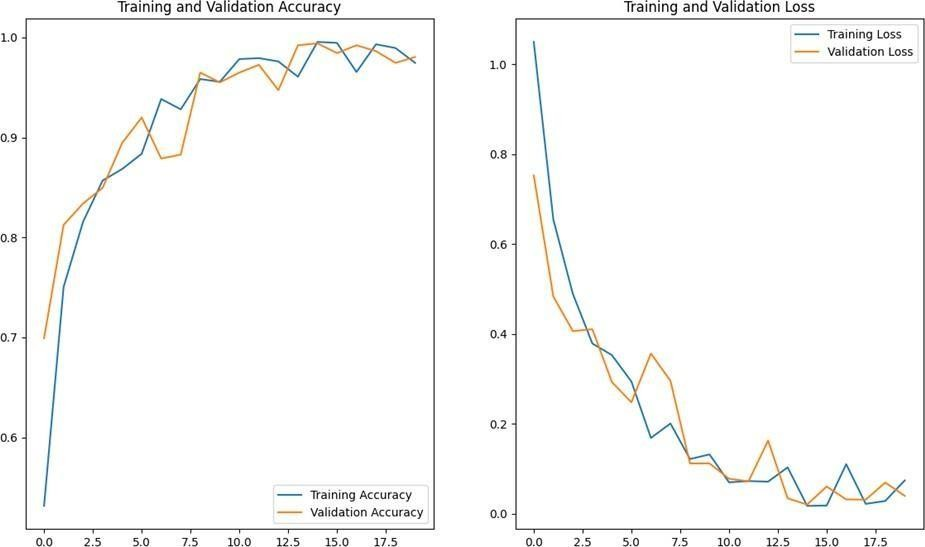 Training and Validation Accuracy
1.0
0.9
0.8
0.7
0.6
Training Accuracy
Validation Accuracy
0.0 2.5 5.0 7.5 10.0 12.5 15.0 17.5
Training and Validation Loss
Training Loss
Validation Loss
1.0
0.8
0.6
0.4
0.2
0.0
0.0 2.5 5.0 7.5 10.0 12.5 15.0 17.5